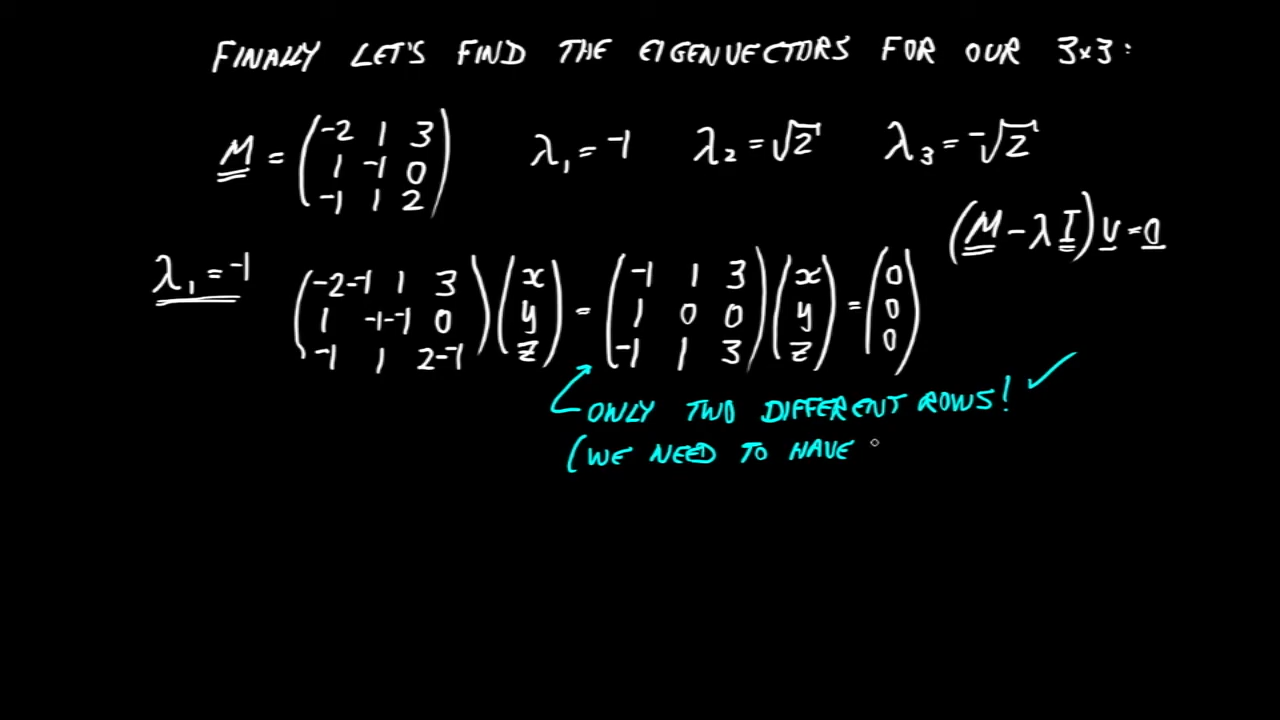 FINALLY LET'S FIND THE EIGENVECTORS FOR OUR 3×3:
M = (-2 1 3      λ₁ = -1      λ₂ = √2      λ₃ = -√2
1 -1 0
-1 1 2)
(M - λI)v = 0
λ₁ = -1      (-2--1 1 3      (x      = (-1 1 3      (x      = (0
1 -1--1 0      y      1 0 0      y      0
-1 1 2--1)      z)      -1 1 3)      z)      0)
ONLY TWO DIFFERENT ROWS! ✓
(WE NEED TO HAVE